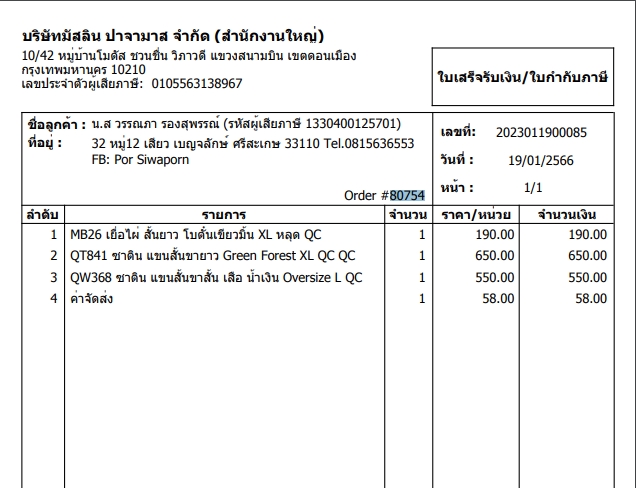 บริษัทมัสลิน ปาจามาส จำกัด (สำนักงานใหญ่)
10/42 หมู่บ้านโมดัส ชวนชื่น วิภาวดี แขวงสนามบิน เขตดอนเมือง
กรุงเทพมหานคร 10210
เลขประจำตัวผู้เสียภาษี: 0105563138967
ใบเสร็จรับเงิน/ใบกำกับภาษี
ชื่อลูกค้า : น.ส วรรณภา รองสุพรรณ์ (รหัสผู้เสียภาษี 1330400125701)
ที่อยู่ : 32 หมู่12 เสียว เบญจลักษ์ ศรีสะเกษ 33110 Tel.0815636553
FB: Por Siwaporn
Order #80754
เลขที่: 2023011900085
วันที่ : 19/01/2566
หน้า : 1/1
ลำดับ รายการ จำนวน ราคา/หน่วย จำนวนเงิน
1 MB26 เยื่อไผ่ สั้นยาว โบตั๋นเขียวมิ้น XL หลุด QC 1 190.00 190.00
2 QT841 ซาติน แขนสั้นขายาว Green Forest XL QC QC 1 650.00 650.00
3 QW368 ซาติน แขนสั้นขาสั้น เสือ น้ำเงิน Oversize L QC 1 550.00 550.00
4 ค่าจัดส่ง 1 58.00 58.00